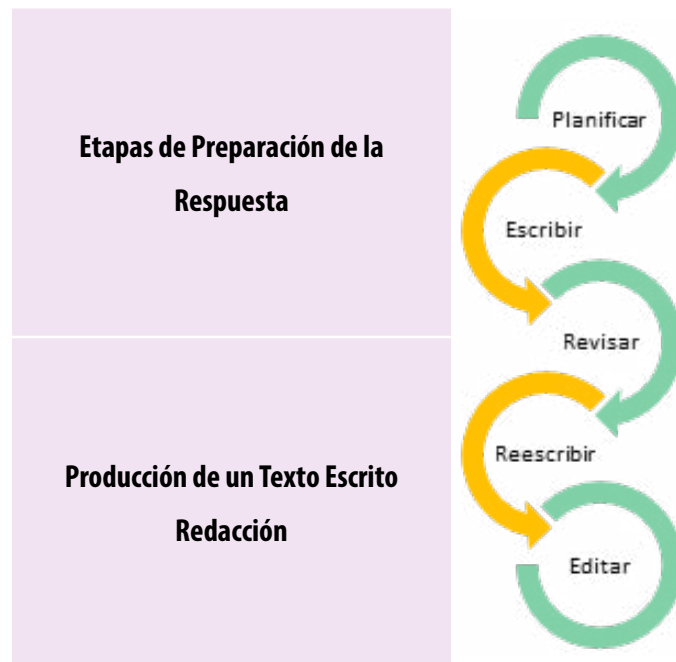 Etapas de Preparación de la
Respuesta
Producción de un Texto Escrito
Redacción
Planificar
Escribir
Revisar
Reescribir
Editar